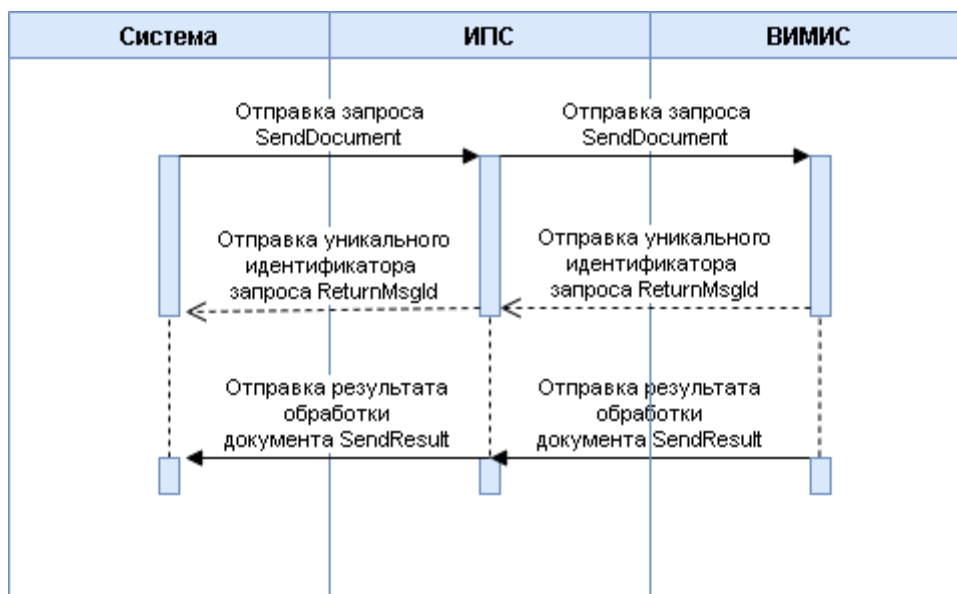 Система
ИПС
ВИМИС
Отправка запроса
SendDocument
Отправка запроса
SendDocument
Отправка уникального
идентификатора
запроса ReturnMsgId
Отправка уникального
идентификатора
запроса ReturnMsgId
Отправка результата
обработки
документа SendResult
Отправка результата
обработки
документа SendResult